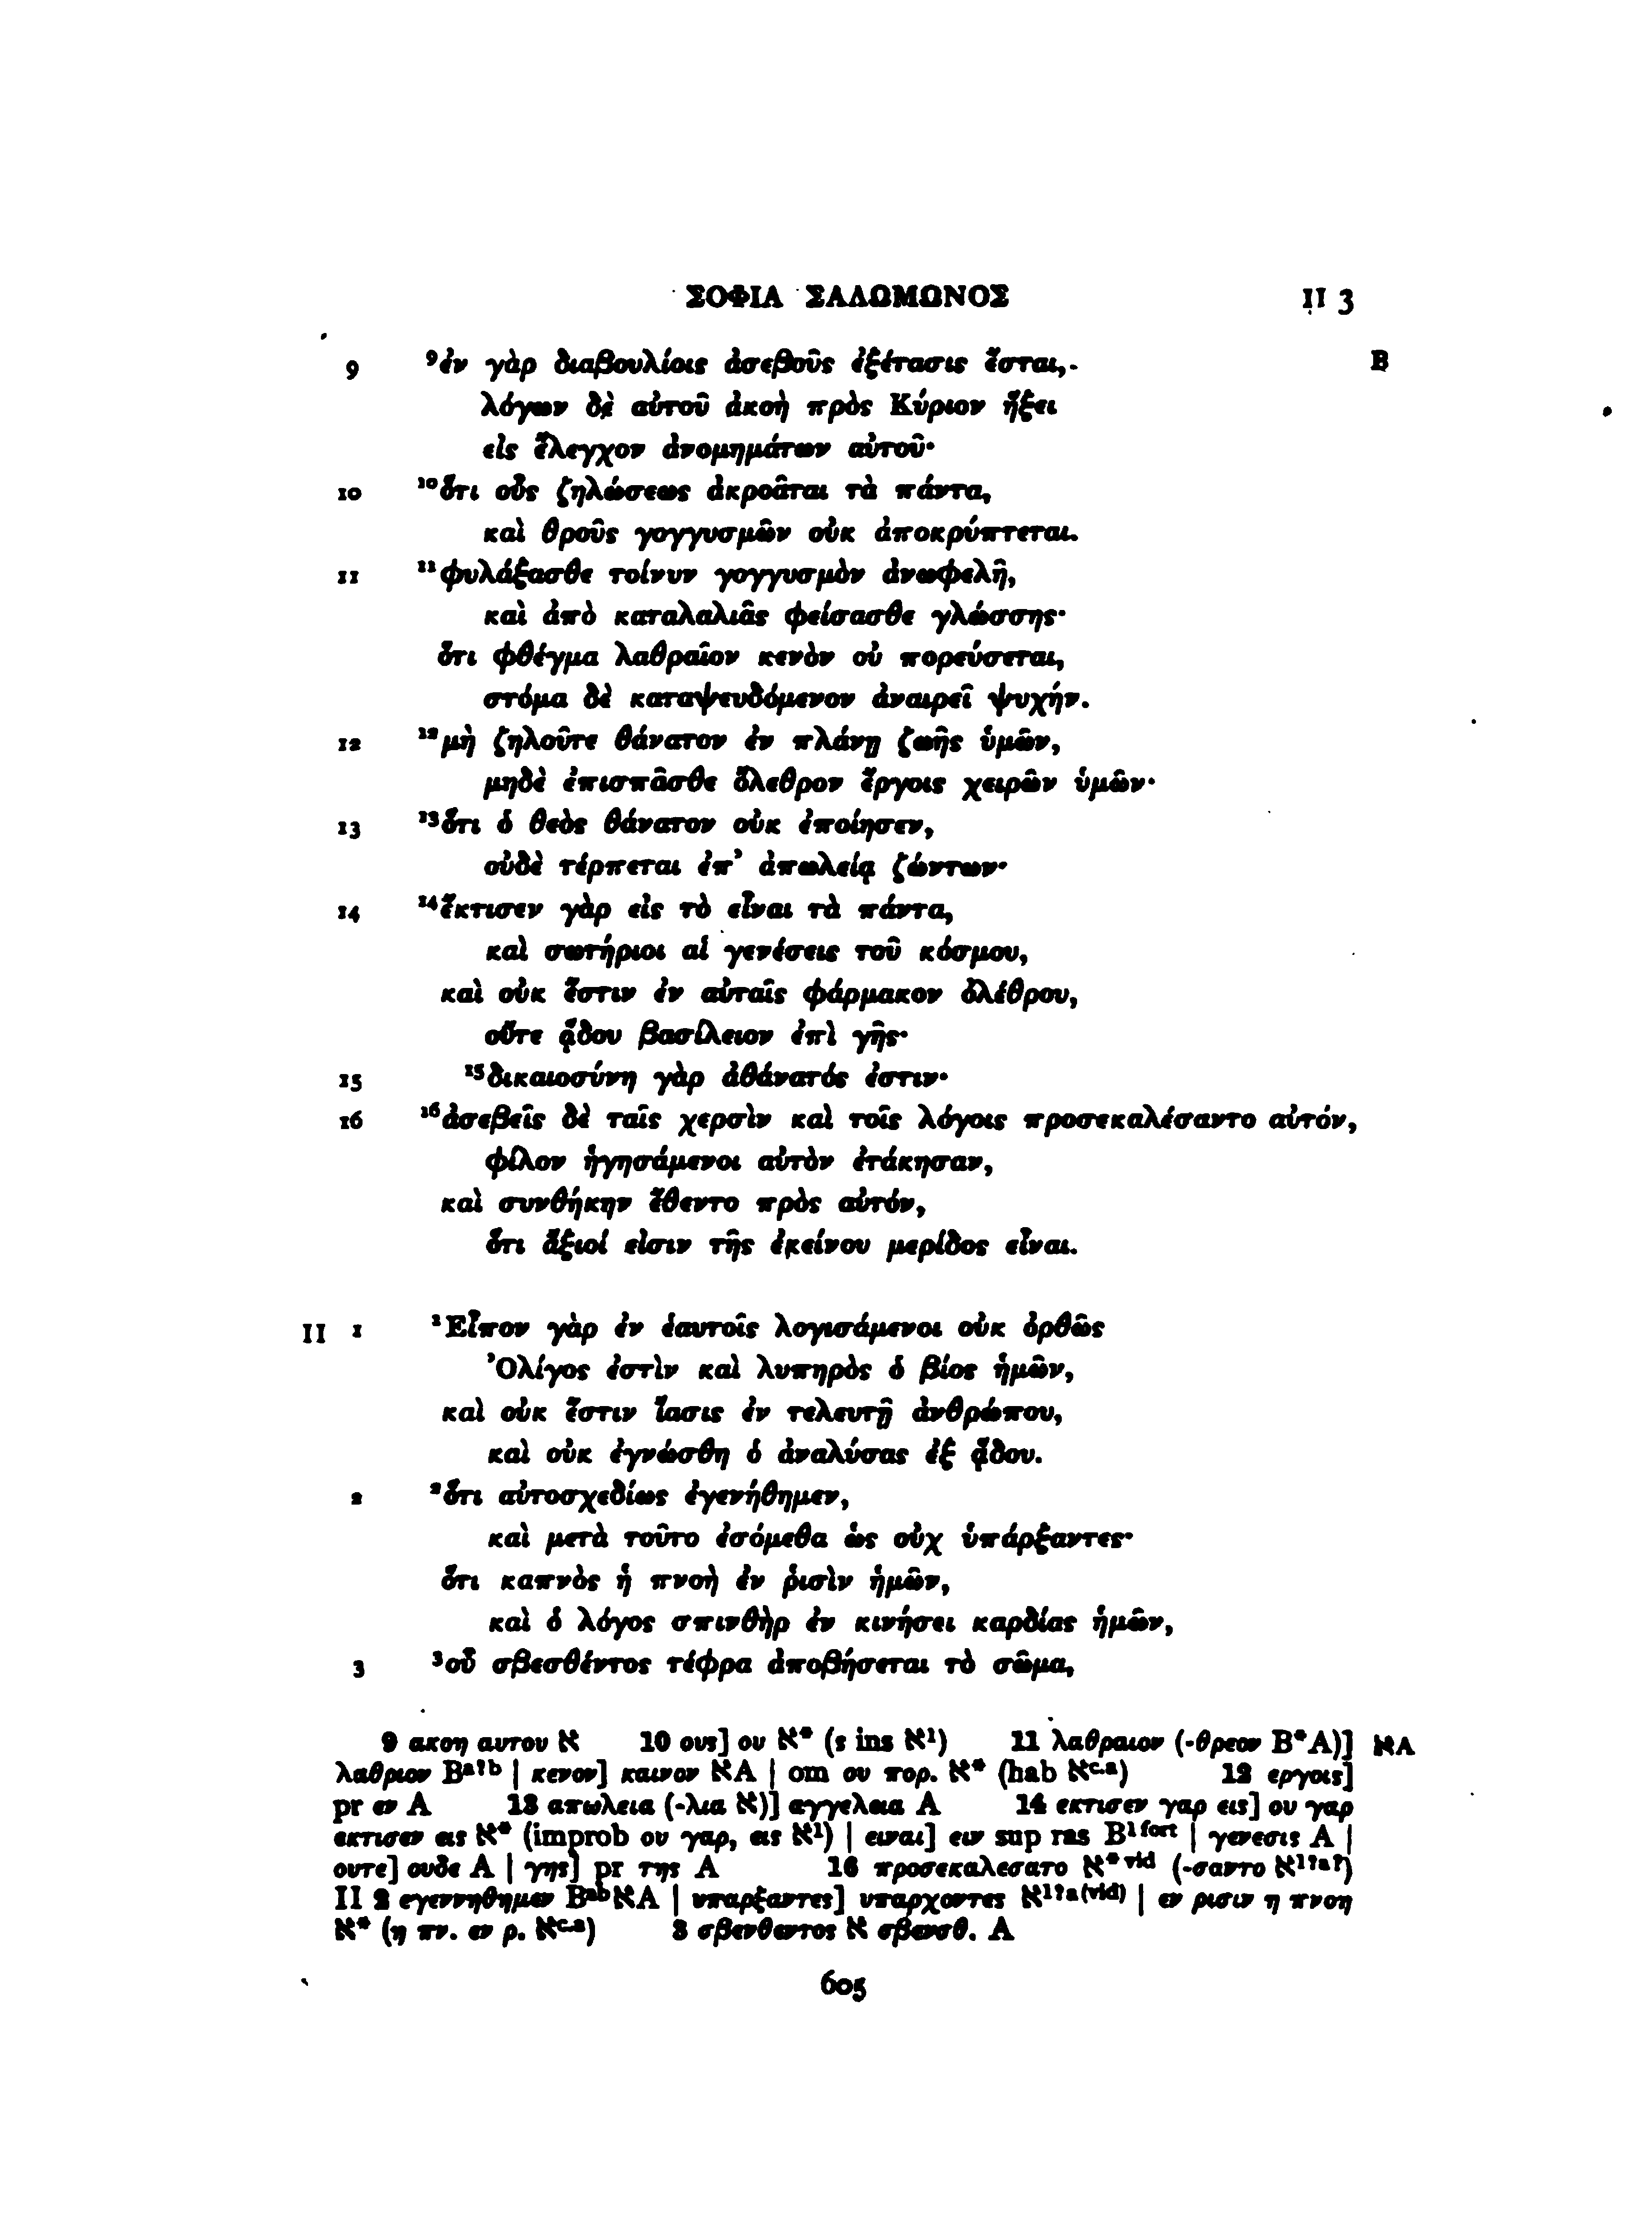 ΣΟΦΙΑ ΣΑΛΩΜΩΝΟΣ II 3
9 ⁹ἐν γὰρ διαβουλίοις ἀσεβοῦς ἐξέτασις ἔσται, B
λόγων δὲ αὐτοῦ ἀκοὴ πρὸς Κύριον ἥξει
εἰς ἔλεγχον ἀνομημάτων αὐτοῦ·
10 ¹⁰ὅτι οὖς ζηλώσεως ἀκροᾶται τὰ πάντα,
καὶ θροῦς γογγυσμῶν οὐκ ἀποκρύπτεται.
11 ¹¹φυλάξασθε τοίνυν γογγυσμὸν ἀνωφελῆ,
καὶ ἀπὸ καταλαλιᾶς φείσασθε γλώσσης·
ὅτι φθέγμα λαθραῖον κενὸν οὐ πορεύσεται,
στόμα δὲ καταψευδόμενον ἀναιρεῖ ψυχήν.
12 ¹²μὴ ζηλοῦτε θάνατον ἐν πλάνῃ ζωῆς ὑμῶν,
μηδὲ ἐπισπᾶσθε ὄλεθρον ἔργοις χειρῶν ὑμῶν·
13 ¹³ὅτι ὁ θεὸς θάνατον οὐκ ἐποίησεν,
οὐδὲ τέρπεται ἐπ’ ἀπωλείᾳ ζώντων·
14 ¹⁴ἔκτισεν γὰρ εἰς τὸ εἶναι τὰ πάντα,
καὶ σωτήριοι αἱ γενέσεις τοῦ κόσμου,
καὶ οὐκ ἔστιν ἐν αὐταῖς φάρμακον ὀλέθρου,
οὔτε ᾅδου βασίλειον ἐπὶ γῆς·
15 ¹⁵δικαιοσύνη γὰρ ἀθάνατός ἐστιν·
16 ¹⁶ἀσεβεῖς δὲ ταῖς χερσὶν καὶ τοῖς λόγοις προσεκαλέσαντο αὐτόν,
φίλον ἡγησάμενοι αὐτὸν ἐτάκησαν,
καὶ συνθήκην ἔθεντο πρὸς αὐτόν,
ὅτι ἄξιοί εἰσιν τῆς ἐκείνου μερίδος εἶναι.
II 1 ¹Εἶπον γὰρ ἐν ἑαυτοῖς λογισάμενοι οὐκ ὀρθῶς
Ὀλίγος ἐστὶν καὶ λυπηρὸς ὁ βίος ἡμῶν,
καὶ οὐκ ἔστιν ἴασις ἐν τελευτῇ ἀνθρώπου,
καὶ οὐκ ἐγνώσθη ὁ ἀναλύσας ἐξ ᾅδου.
2 ²ὅτι αὐτοσχεδίως ἐγενήθημεν,
καὶ μετὰ τοῦτο ἐσόμεθα ὡς οὐχ ὑπάρξαντες·
ὅτι καπνὸς ἡ πνοὴ ἐν ῥισὶν ἡμῶν,
καὶ ὁ λόγος σπινθὴρ ἐν κινήσει καρδίας ἡμῶν,
3 ³οὗ σβεσθέντος τέφρα ἀποβήσεται τὸ σῶμα,
9 ακοη αυτου ℵ 10 ους] ου ℵ* (ς ins ℵ¹) 11 λαθραιον (-θρεον B*A)] ℵA
λαθριον Bᵃ?ᵇ | κενον] καινον ℵA | om ου πορ. ℵ* (hab ℵᶜ·ᵃ) 12 εργοις]
pr εν A 13 απωλεια (-λια ℵ)] αγγελεια A 14 εκτισεν γαρ εις] ου γαρ
εκτισεν εις ℵ* (improb ου γαρ, εις ℵ¹) | ειναι] ειν sup ras B¹ᶠᵒʳᵗ | γενεσις A |
ουτε] ουδε A | γης] pr της A 16 προσεκαλεσατο ℵ*ᵛⁱᵈ (-σαντο ℵ¹?ᵃ?)
II 2 εγεννηθημεν BᵃᵇℵA | υπαρξαντες] υπαρχοντες ℵ¹?ᵃ⁽ᵛⁱᵈ⁾ | εν ρισιν η πνοη
ℵ* (η πν. εν ρ. ℵᶜ·ᵃ) 3 σβενθεντος ℵ σβενσθ. A
605